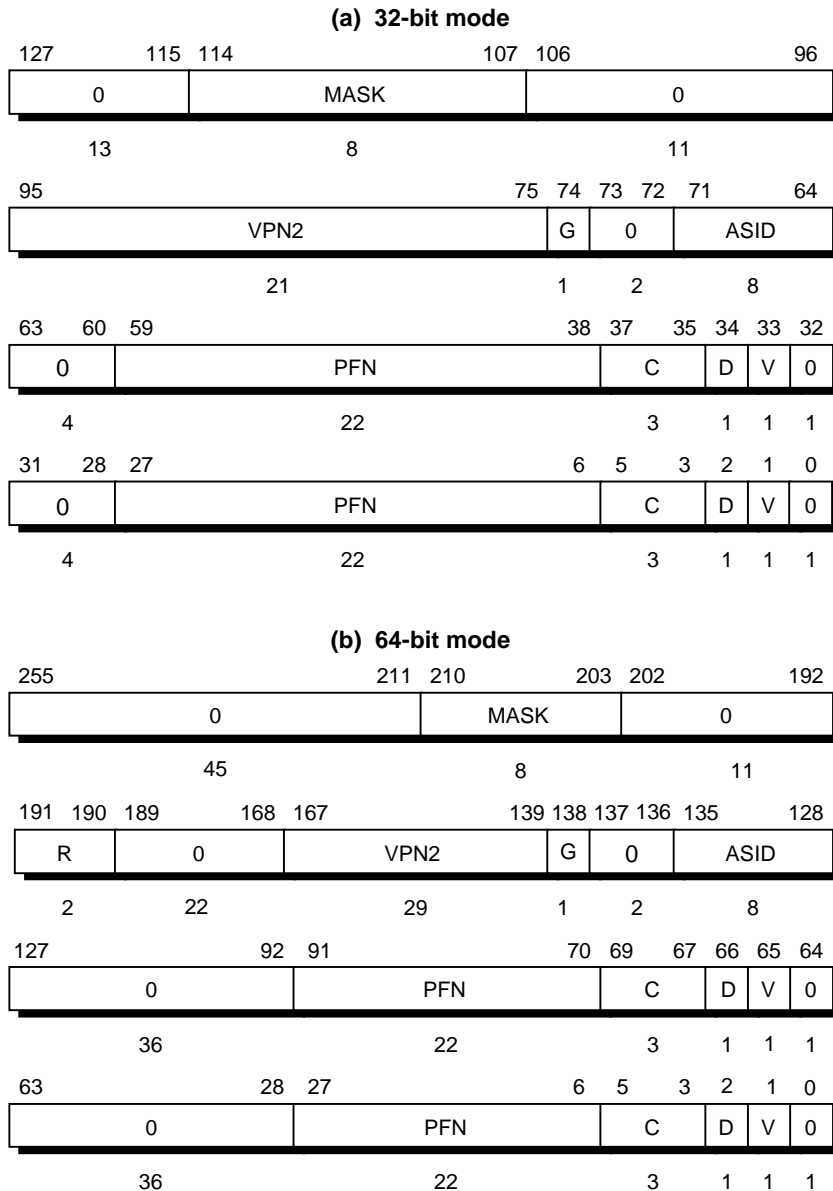 (a) 32-bit mode
127 115 114 107 106 96
0 MASK 0
13 8 11
95 75 74 73 72 71 64
VPN2 G 0 ASID
21 1 2 8
63 60 59 38 37 35 34 33 32
0 PFN C D V 0
4 22 3 1 1 1
31 28 27 6 5 3 2 1 0
0 PFN C D V 0
4 22 3 1 1 1
(b) 64-bit mode
255 211 210 203 202 192
0 MASK 0
45 8 11
191 190 189 168 167 139 138 137 136 135 128
R 0 VPN2 G 0 ASID
2 22 29 1 2 8
127 92 91 70 69 67 66 65 64
0 PFN C D V 0
36 22 3 1 1 1
63 28 27 6 5 3 2 1 0
0 PFN C D V 0
36 22 3 1 1 1